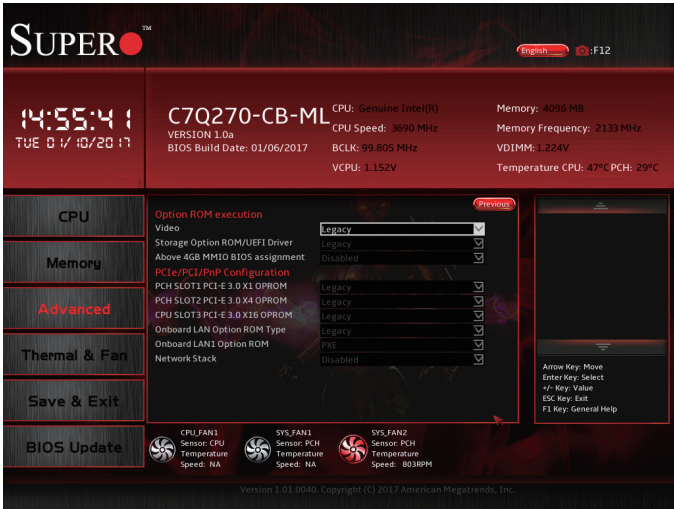 SUPER TM
English :F12
14:55:41
TUE 01/10/2017
C7Q270-CB-ML
VERSION 1.0a
BIOS Build Date: 01/06/2017
CPU: Genuine Intel(R)
CPU Speed: 3690 MHz
BCLK: 99.805 MHz
VCPU: 1.152V
Memory: 4096 MB
Memory Frequency: 2133 MHz
VDIMM: 1.224V
Temperature CPU: 47°C PCH: 29°C
CPU
Memory
Advanced
Thermal & Fan
Save & Exit
BIOS Update
Previous
Option ROM execution
Video Legacy
Storage Option ROM/UEFI Driver Legacy
Above 4GB MMIO BIOS assignment Disabled
PCIe/PCI/PnP Configuration
PCH SLOT1 PCI-E 3.0 X1 OPROM Legacy
PCH SLOT2 PCI-E 3.0 X4 OPROM Legacy
CPU SLOT3 PCI-E 3.0 X16 OPROM Legacy
Onboard LAN Option ROM Type Legacy
Onboard LAN1 Option ROM PXE
Network Stack Disabled
Arrow Key: Move
Enter Key: Select
+/- Key: Value
ESC Key: Exit
F1 Key: General Help
CPU_FAN1
Sensor: CPU
Temperature
Speed: NA
SYS_FAN1
Sensor: PCH
Temperature
Speed: NA
SYS_FAN2
Sensor: PCH
Temperature
Speed: 803RPM
Version 1.01.0040. Copyright (C) 2017 American Megatrends, Inc.